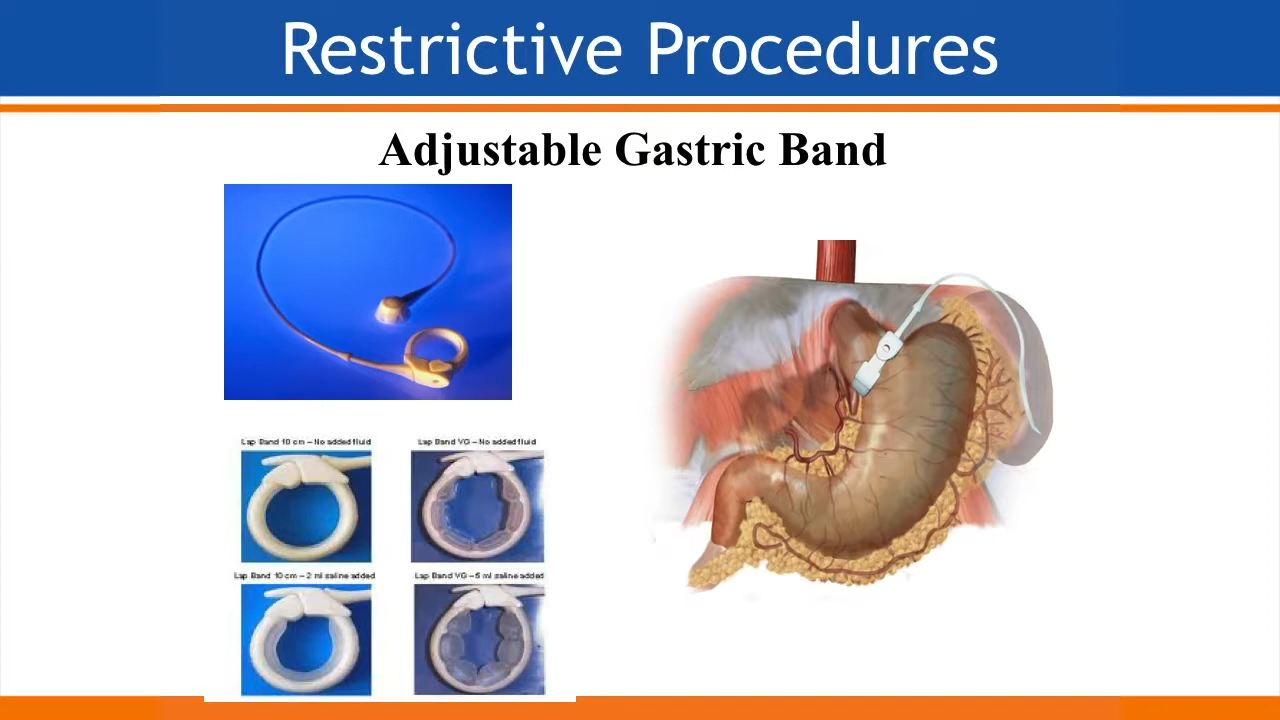 Restrictive Procedures
Adjustable Gastric Band
Lap Band 10 cm – No added fluid
Lap Band VG – No added fluid
Lap Band 10 cm – 2 ml saline added
Lap Band VG – 5 ml saline added